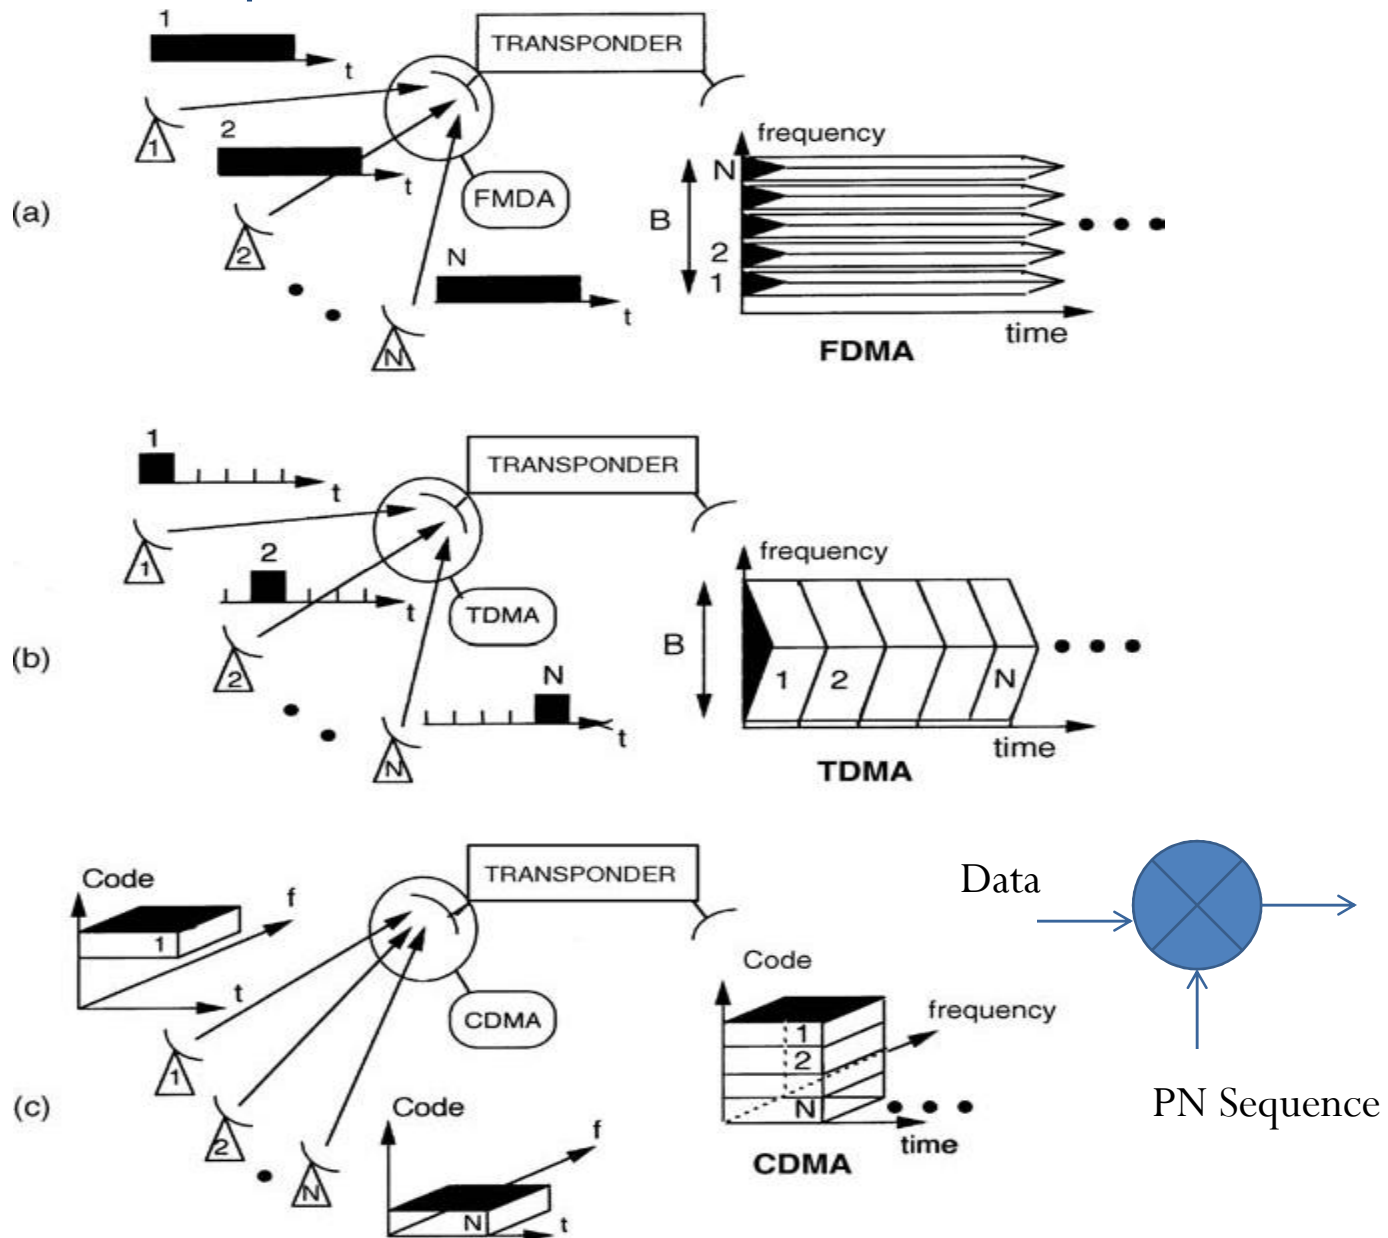 1
TRANSPONDER
t
1
2
t
FMDA
2
N
t
N
(a)
frequency
N
B
2
1
time
FDMA
1
TRANSPONDER
t
1
2
t
TDMA
2
N
t
N
(b)
frequency
B
1 2 N
time
TDMA
TRANSPONDER
Code
f
1
t
CDMA
1
2
N
(c)
Code
f
N
t
Code
frequency
1
2
N
time
CDMA
Data
PN Sequence